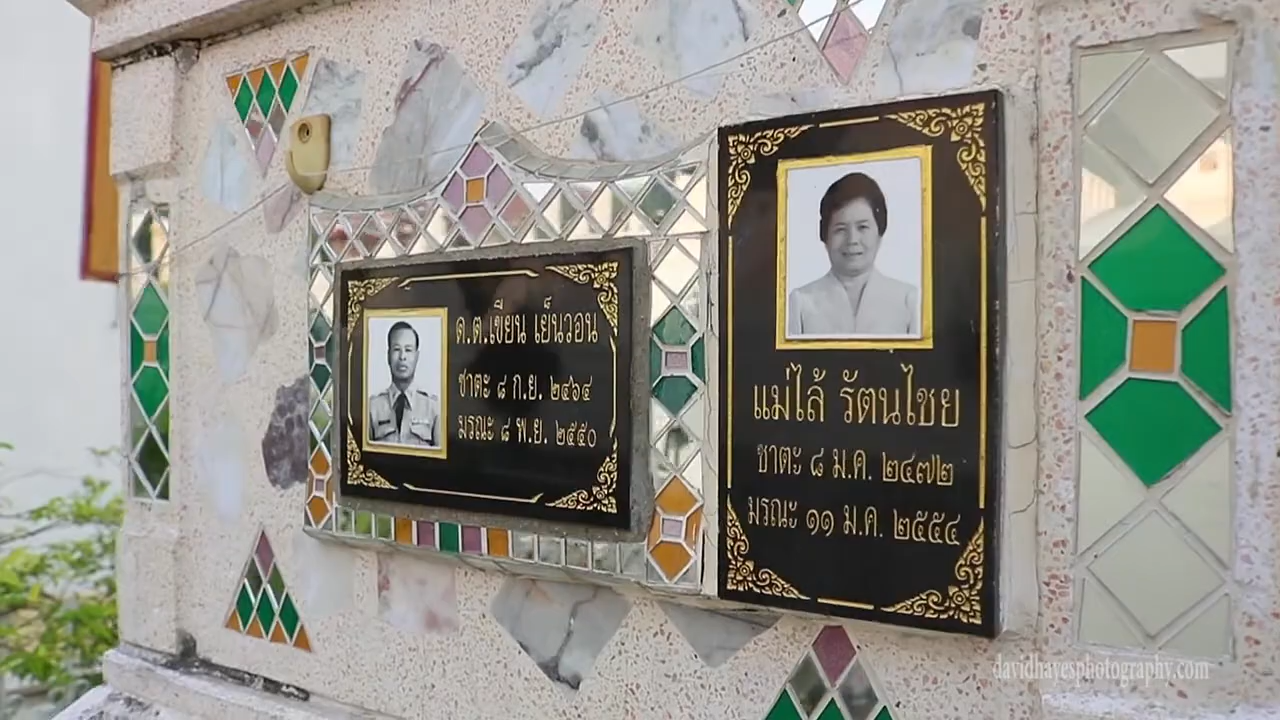 ด.ต.เขียน เย็นวอน
ชาตะ ๘ ก.ย. ๒๔๖๔
มรณะ ๘ พ.ย. ๒๕๕๐
แม่ไล้ รัตนไชย
ชาตะ ๘ ม.ค. ๒๔๗๒
มรณะ ๑๑ ม.ค. ๒๕๕๔
davidhayesphotography.com